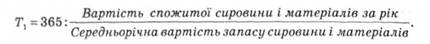 T₁ = 365 : Вартість спожитої сировини і матеріалів за рік
Середньорічна вартість запасу сировини і матеріалів.